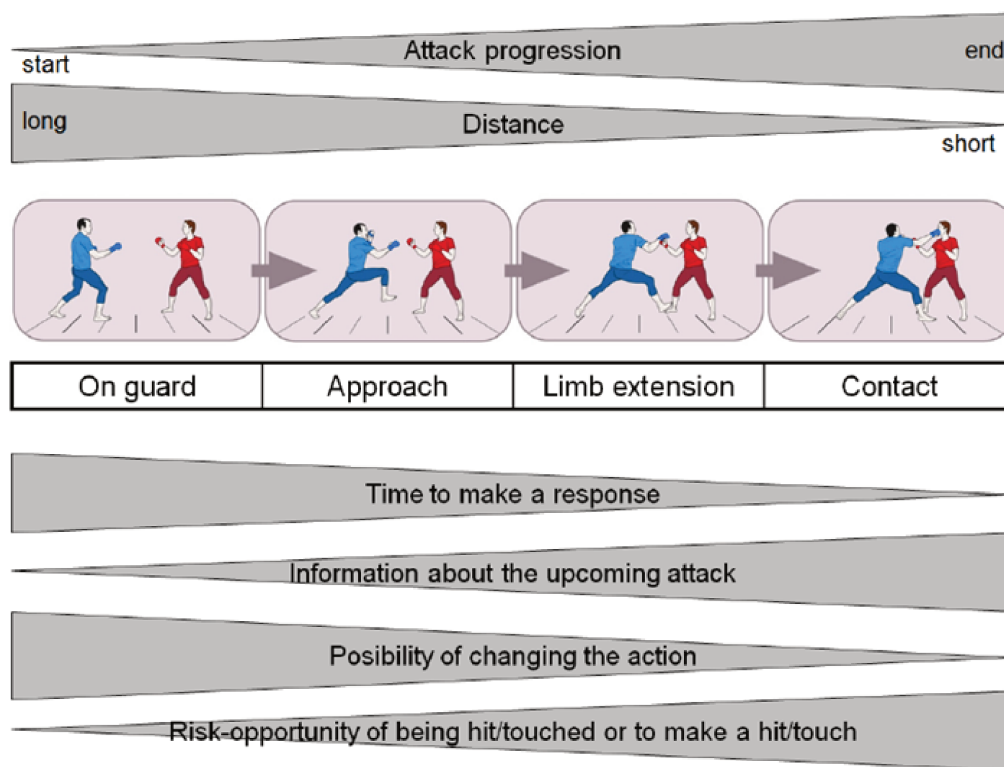 Attack progression
start
end
long
Distance
short
On guard
Approach
Limb extension
Contact
Time to make a response
Information about the upcoming attack
Posibility of changing the action
Risk-opportunity of being hit/touched or to make a hit/touch